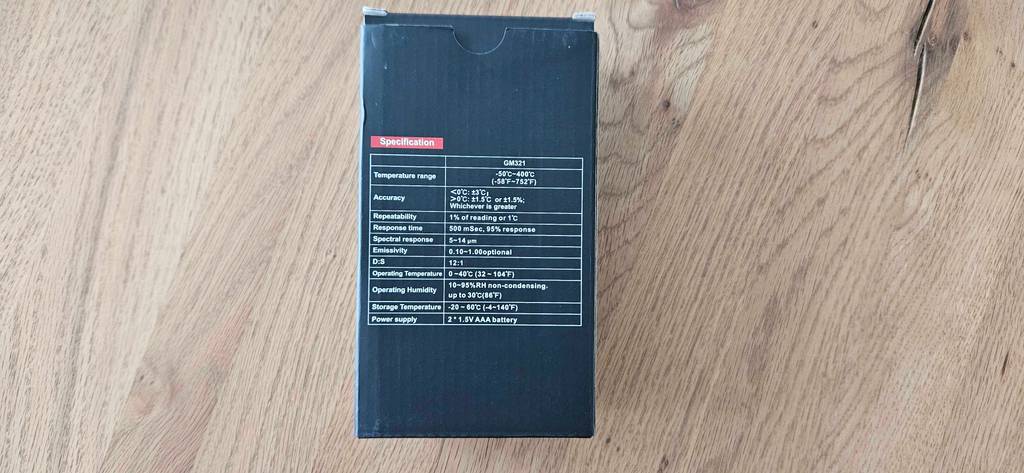 Specification
GM321
Temperature range -50℃~400℃
(-58℉~752℉)
Accuracy <0℃: ±3℃;
>0℃: ±1.5℃ or ±1.5%;
Whichever is greater
Repeatability 1% of reading or 1℃
Response time 500 mSec, 95% response
Spectral response 5~14 μm
Emissivity 0.10~1.00optional
D:S 12:1
Operating Temperature 0 ~40℃ (32 ~ 104℉)
Operating Humidity 10~95%RH non-condensing,
up to 30℃(86℉)
Storage Temperature -20 ~ 60℃ (-4~140℉)
Power supply 2 * 1.5V AAA battery